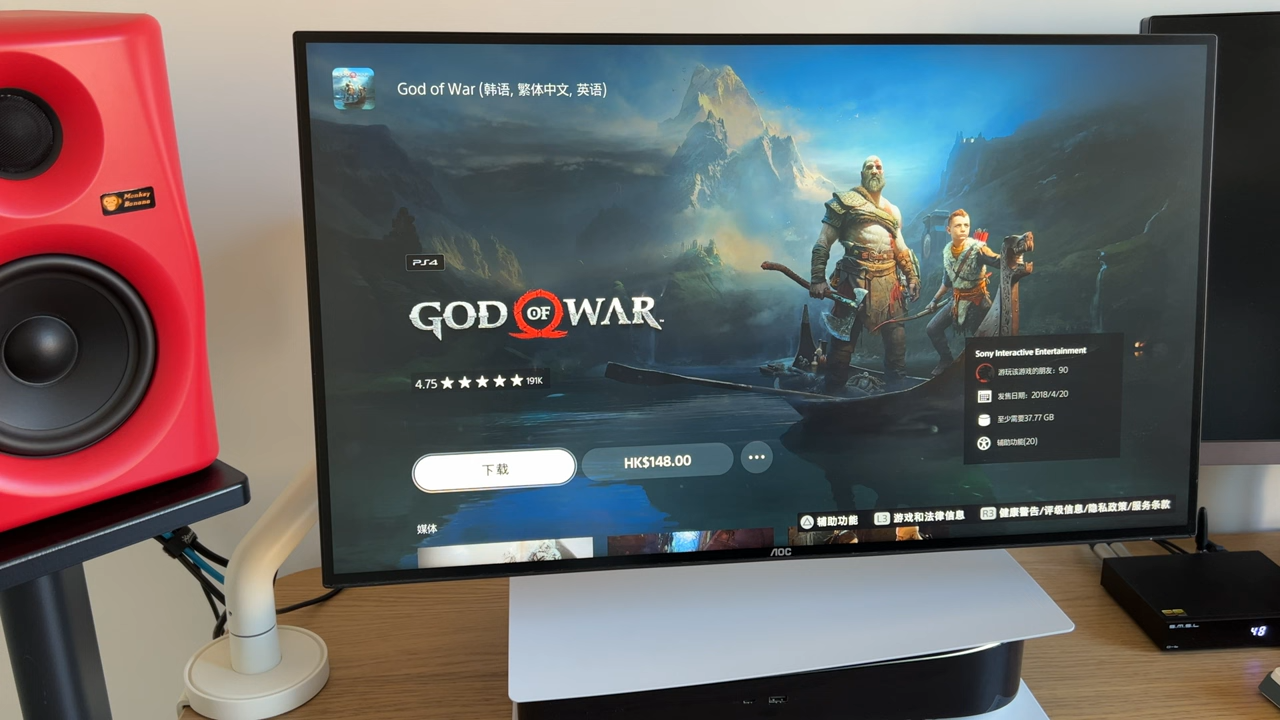 God of War (韩语, 繁体中文, 英语)
Monkey
Banana
PS4
GOD OF WAR
4.75 ★★★★★ 191K
Sony Interactive Entertainment
游玩该游戏的朋友：90
发售日期：2018/4/20
至少需要37.77 GB
辅助功能(20)
下载
HK$148.00
•••
媒体
辅助功能
L3 游戏和法律信息
R3 健康警告/评级信息/隐私政策/服务条款
AOC
SMSL
48